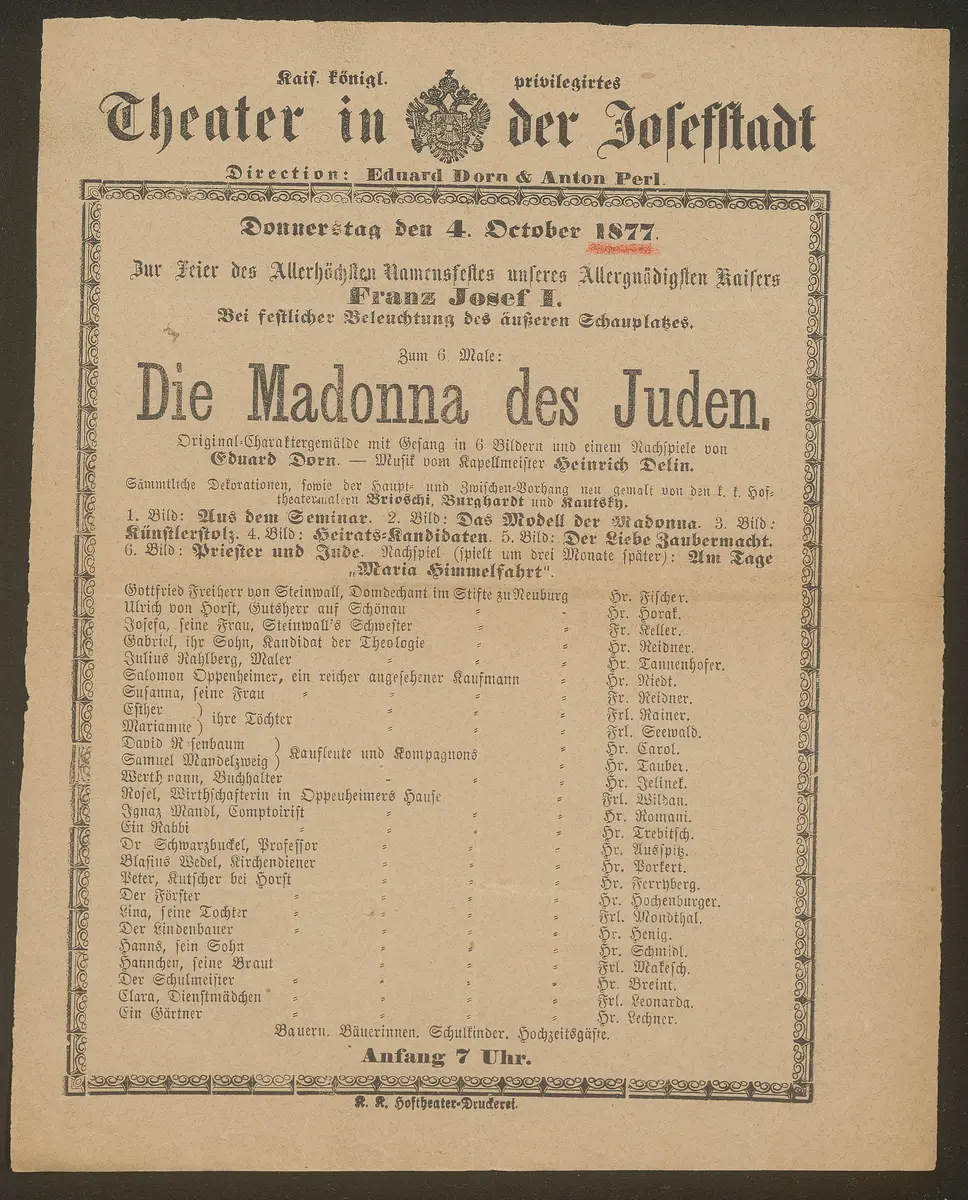 Kais. königl. privilegirtes
Theater in der Josefstadt
Direction: Eduard Dorn & Anton Perl.
Donnerstag den 4. October 1877.
Zur Feier des Allerhöchsten Namensfestes unseres Allergnädigsten Kaisers
Franz Josef I.
Bei festlicher Beleuchtung des äußeren Schauplatzes.
Zum 6. Male:
Die Madonna des Juden.
Original-Charaktergemälde mit Gesang in 6 Bildern und einem Nachspiele von
Eduard Dorn. — Musik vom Kapellmeister Heinrich Delin.
Sämmtliche Dekorationen, sowie der Haupt- und Zwischen-Vorhang neu gemalt von den k. k. Hof-
theatermalern Brioschi, Burghardt und Kautsky.
1. Bild: Aus dem Seminar. 2. Bild: Das Modell der Madonna. 3. Bild:
Künstlerstolz. 4. Bild: Heirats-Kandidaten. 5. Bild: Der Liebe Zaubermacht.
6. Bild: Priester und Jude. Nachspiel (spielt um drei Monate später): Am Tage
„Maria Himmelfahrt“.
Gottfried Freiherr von Steinwall, Domdechant im Stifte zu Neuburg Hr. Fischer.
Ulrich von Horst, Gutsherr auf Schönau Hr. Horak.
Josefa, seine Frau, Steinwall's Schwester Fr. Keller.
Gabriel, ihr Sohn, Kandidat der Theologie Hr. Reidner.
Julius Rahlberg, Maler Hr. Tannenhofer.
Salomon Oppenheimer, ein reicher angesehener Kaufmann Hr. Niedt.
Susanna, seine Frau Fr. Reidner.
Esther ) Frl. Rainer.
ihre Töchter
Mariamne ) Frl. Seewald.
David Rosenbaum ) Hr. Carol.
Kaufleute und Kompagnons
Samuel Mandelzweig ) Hr. Tauber.
Werthmann, Buchhalter Hr. Jelinek.
Rosel, Wirthschafterin in Oppenheimers Hause Frl. Wildau.
Ignaz Mandl, Comptoirist Hr. Romani.
Ein Rabbi Hr. Trebitsch.
Dr Schwarzbuckel, Professor Hr. Ausspitz.
Blasius Wedel, Kirchendiener Hr. Porkert.
Peter, Kutscher bei Horst Hr. Ferryberg.
Der Förster Hr. Hochenburger.
Lina, seine Tochter Frl. Mondthal.
Der Lindenbauer Hr. Henig.
Hanns, sein Sohn Hr. Schmidl.
Hannchen, seine Braut Frl. Makesch.
Der Schulmeister Hr. Breint.
Clara, Dienstmädchen Frl. Leonarda.
Ein Gärtner Hr. Lechner.
Bauern. Bäuerinnen. Schulkinder. Hochzeitsgäste.
Anfang 7 Uhr.
K. K. Hoftheater-Druckerei.